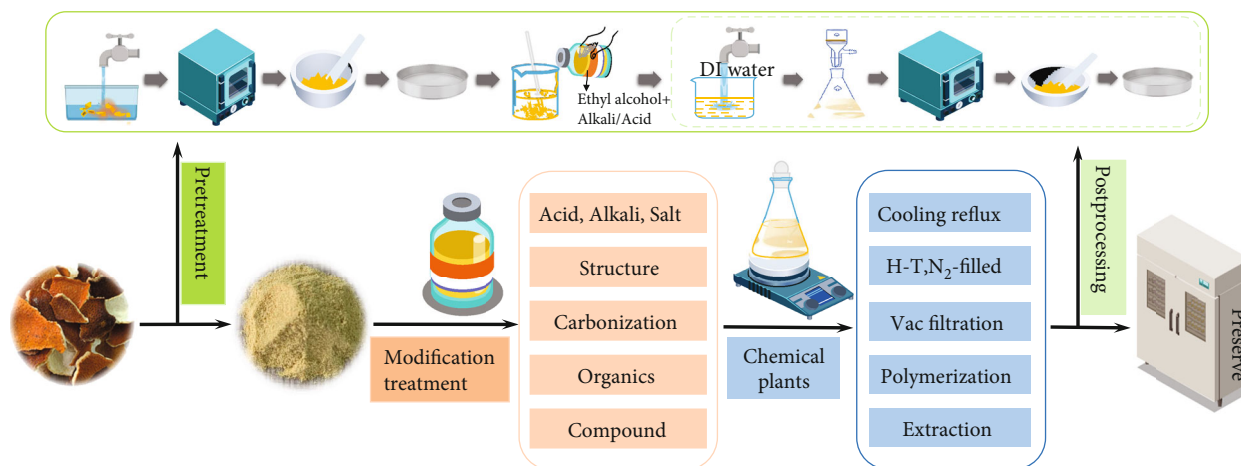 DI water
Ethyl alcohol+
Alkali/Acid
Pretreatment
Postprocessing
Acid, Alkali, Salt
Structure
Carbonization
Organics
Compound
Cooling reflux
H-T,N₂-filled
Vac filtration
Polymerization
Extraction
Modification
treatment
Chemical
plants
Preserve